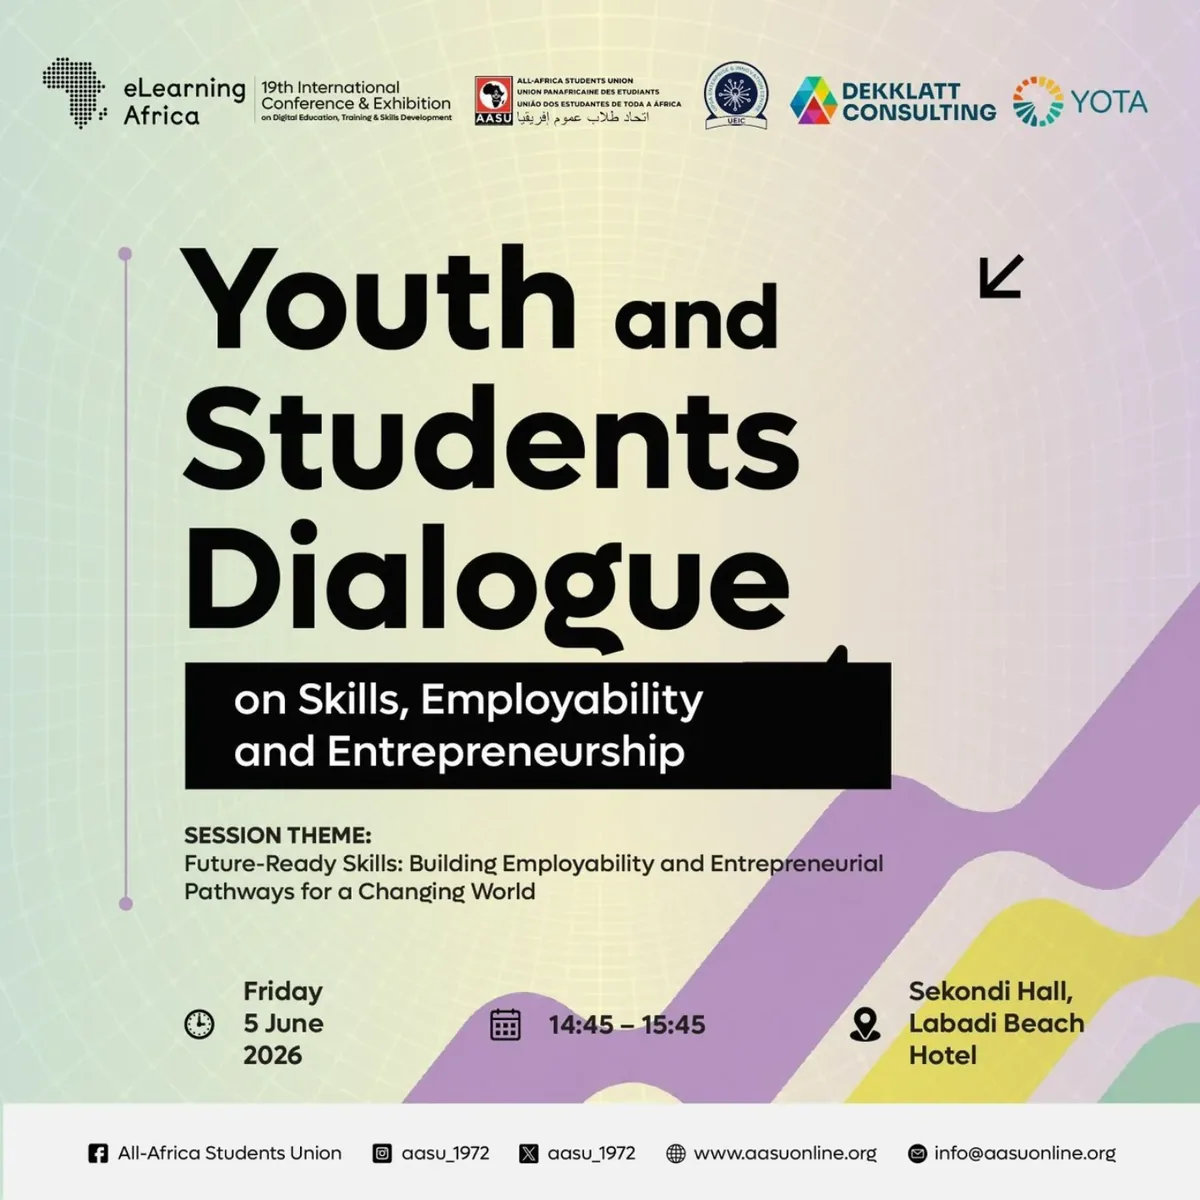 eLearning
Africa
19th International
Conference & Exhibition
on Digital Education, Training & Skills Development
AASU
ALL-AFRICA STUDENTS UNION
UNION PANAFRICAINE DES ETUDIANTS
UNIÃO DOS ESTUDANTES DE TODA A ÁFRICA
اتحاد طلاب عموم إفريقيا
UEIC
DEKKLATT
CONSULTING
YOTA
Youth and
Students
Dialogue
on Skills, Employability
and Entrepreneurship
SESSION THEME:
Future-Ready Skills: Building Employability and Entrepreneurial
Pathways for a Changing World
Friday
5 June
2026
14:45 – 15:45
Sekondi Hall,
Labadi Beach
Hotel
All-Africa Students Union
aasu_1972
aasu_1972
www.aasuonline.org
info@aasuonline.org